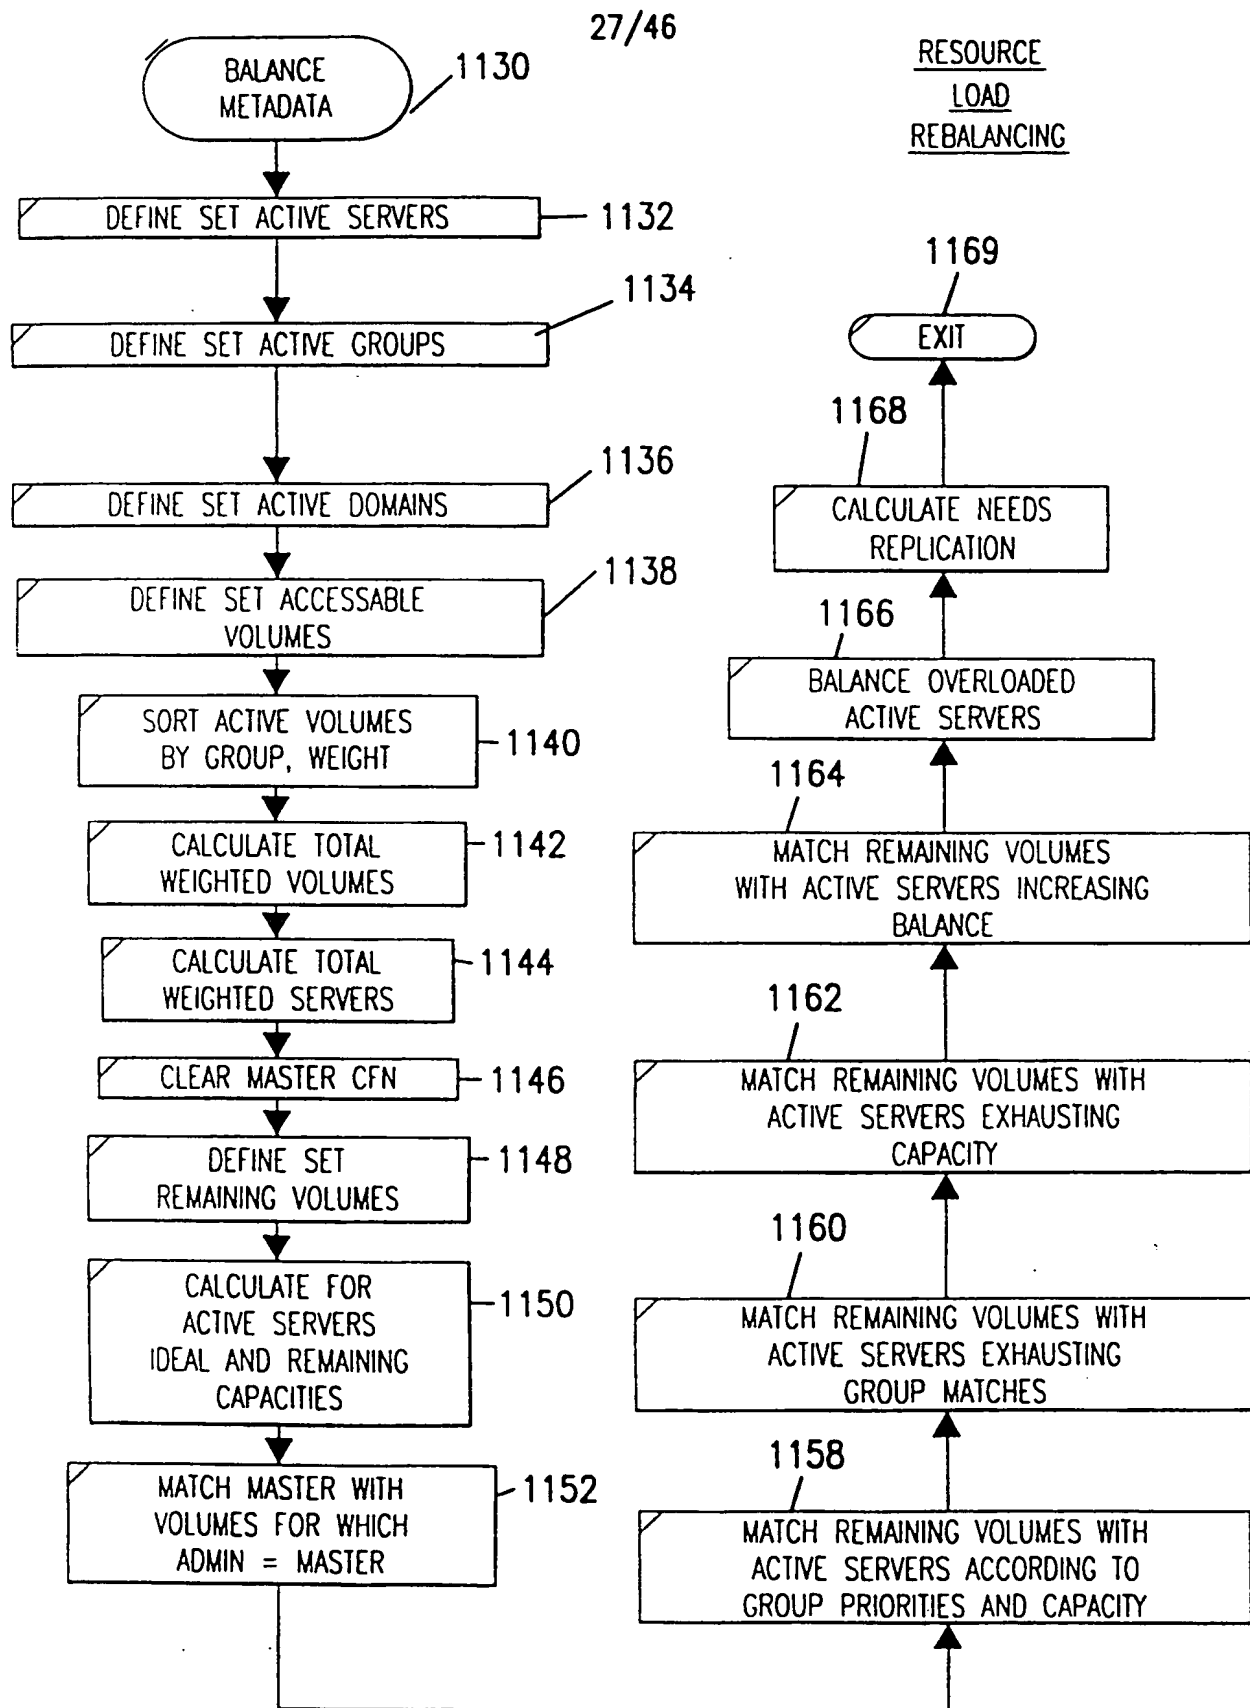 27/46
RESOURCE
LOAD
REBALANCING
BALANCE
METADATA
1130
DEFINE SET ACTIVE SERVERS
1132
DEFINE SET ACTIVE GROUPS
1134
DEFINE SET ACTIVE DOMAINS
1136
DEFINE SET ACCESSABLE
VOLUMES
1138
SORT ACTIVE VOLUMES
BY GROUP, WEIGHT
1140
CALCULATE TOTAL
WEIGHTED VOLUMES
1142
CALCULATE TOTAL
WEIGHTED SERVERS
1144
CLEAR MASTER CFN
1146
DEFINE SET
REMAINING VOLUMES
1148
CALCULATE FOR
ACTIVE SERVERS
IDEAL AND REMAINING
CAPACITIES
1150
MATCH MASTER WITH
VOLUMES FOR WHICH
ADMIN = MASTER
1152
1169
EXIT
1168
CALCULATE NEEDS
REPLICATION
1166
BALANCE OVERLOADED
ACTIVE SERVERS
1164
MATCH REMAINING VOLUMES
WITH ACTIVE SERVERS INCREASING
BALANCE
1162
MATCH REMAINING VOLUMES WITH
ACTIVE SERVERS EXHAUSTING
CAPACITY
1160
MATCH REMAINING VOLUMES WITH
ACTIVE SERVERS EXHAUSTING
GROUP MATCHES
1158
MATCH REMAINING VOLUMES WITH
ACTIVE SERVERS ACCORDING TO
GROUP PRIORITIES AND CAPACITY